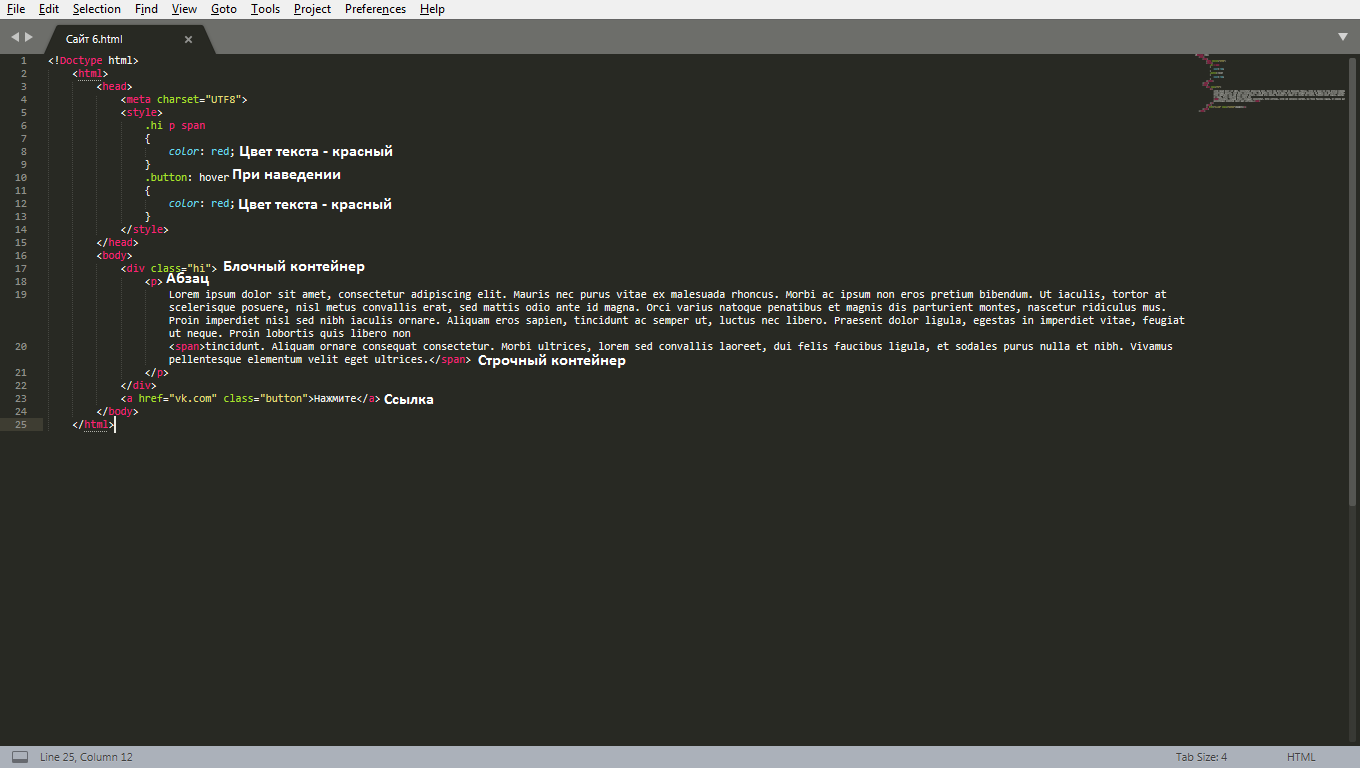 File Edit Selection Find View Goto Tools Project Preferences Help
Сайт 6.html ×
1 <!Doctype html>
2 <html>
3 <head>
4 <meta charset="UTF8">
5 <style>
6 .hi p span
7 {
8 color: red; Цвет текста - красный
9 }
10 .button: hover При наведении
11 {
12 color: red; Цвет текста - красный
13 }
14 </style>
15 </head>
16 <body>
17 <div class="hi"> Блочный контейнер
18 <p> Абзац
19 Lorem ipsum dolor sit amet, consectetur adipiscing elit. Mauris nec purus vitae ex malesuada rhoncus. Morbi ac ipsum non eros pretium bibendum. Ut iaculis, tortor at
scelerisque posuere, nisl metus convallis erat, sed mattis odio ante id magna. Orci varius natoque penatibus et magnis dis parturient montes, nascetur ridiculus mus.
Proin imperdiet nisl sed nibh iaculis ornare. Aliquam eros sapien, tincidunt ac semper ut, luctus nec libero. Praesent dolor ligula, egestas in imperdiet vitae, feugiat
ut neque. Proin lobortis quis libero non
20 <span>tincidunt. Aliquam ornare consequat consectetur. Morbi ultrices, lorem sed convallis laoreet, dui felis faucibus ligula, et sodales purus nulla et nibh. Vivamus
pellentesque elementum velit eget ultrices.</span> Строчный контейнер
21 </p>
22 </div>
23 <a href="vk.com" class="button">Нажмите</a> Ссылка
24 </body>
25 </html>
Line 25, Column 12 Tab Size: 4 HTML